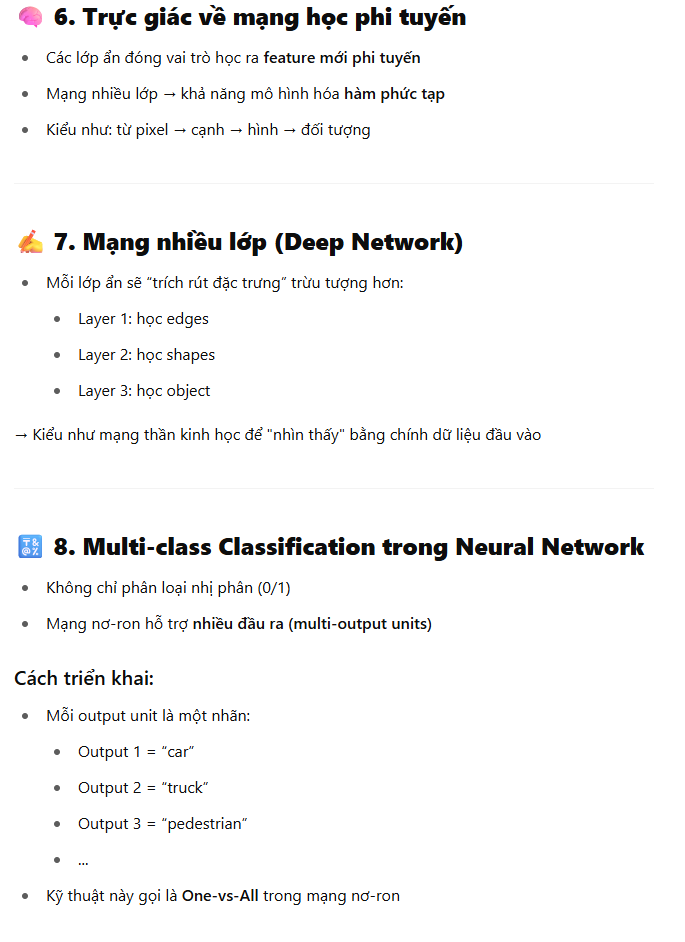 🧠 6. Trực giác về mạng học phi tuyến
• Các lớp ẩn đóng vai trò học ra feature mới phi tuyến
• Mạng nhiều lớp → khả năng mô hình hóa hàm phức tạp
• Kiểu như: từ pixel → cạnh → hình → đối tượng
✍️ 7. Mạng nhiều lớp (Deep Network)
• Mỗi lớp ẩn sẽ “trích rút đặc trưng” trừu tượng hơn:
• Layer 1: học edges
• Layer 2: học shapes
• Layer 3: học object
→ Kiểu như mạng thần kinh học để "nhìn thấy" bằng chính dữ liệu đầu vào
🔣 8. Multi-class Classification trong Neural Network
• Không chỉ phân loại nhị phân (0/1)
• Mạng nơ-ron hỗ trợ nhiều đầu ra (multi-output units)
Cách triển khai:
• Mỗi output unit là một nhãn:
• Output 1 = “car”
• Output 2 = “truck”
• Output 3 = “pedestrian”
• ...
• Kỹ thuật này gọi là One-vs-All trong mạng nơ-ron